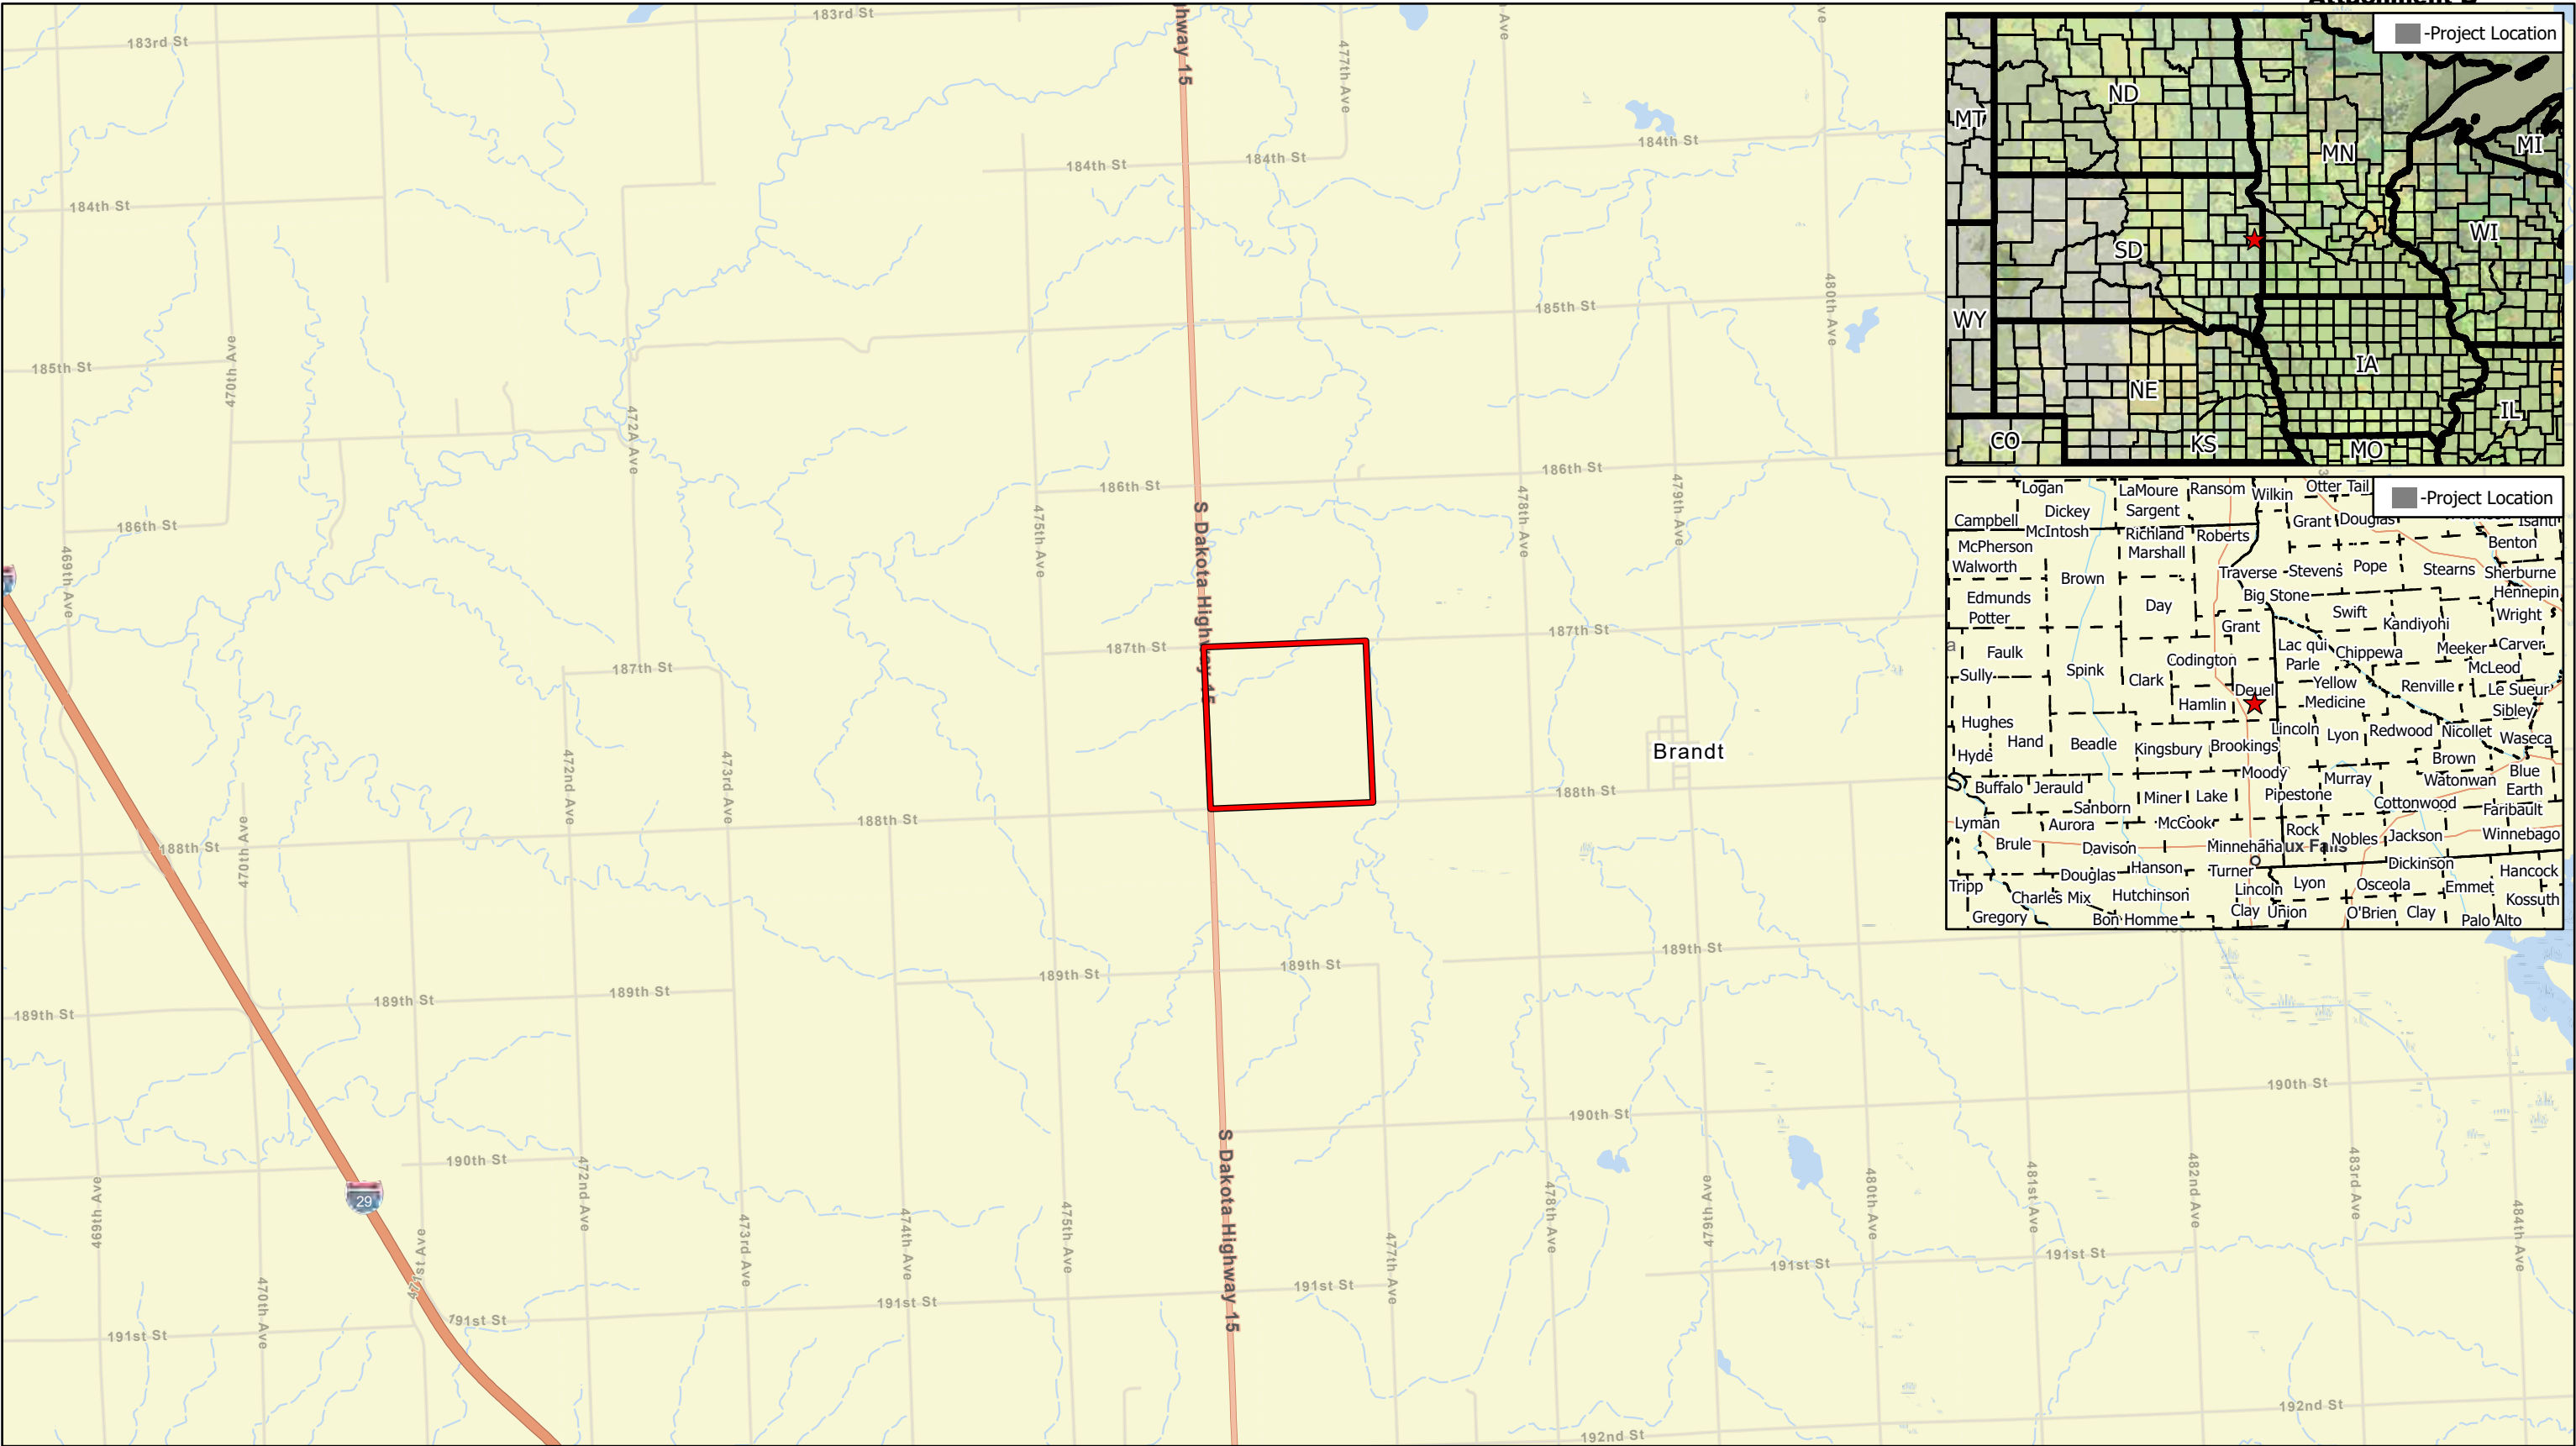 183rd St
183rd St
184th St
184th St
184th St
184th St
185th St
185th St
186th St
186th St
186th St
187th St
187th St
187th St
188th St
188th St
188th St
189th St
189th St
189th St
189th St
189th St
189th St
190th St
190th St
190th St
191st St
191st St
191st St
191st St
191st St
191st St
192nd St
192nd St
469th Ave
469th Ave
470th Ave
470th Ave
470th Ave
471st Ave
471st
472A Ave
472nd Ave
472nd Ave
473rd Ave
473rd Ave
474th Ave
475th Ave
475th Ave
477th Ave
477th Ave
478th Ave
478th Ave
479th Ave
479th Ave
480th Ave
480th Ave
481st Ave
482nd Ave
483rd Ave
484th Ave
Ave
hway 15
S Dakota Highway 15
S Dakota Highway 15
29
Brandt
-Project Location
ND
MT
MN
MI
SD
WI
WY
IA
NE
IL
CO
KS
MO
-Project Location
Logan
LaMoure
Ransom
Wilkin
Otter Tail
Dickey
Sargent
Campbell
McIntosh
Richland
Roberts
Grant
Douglas
Isanti
McPherson
Marshall
Benton
Walworth
Brown
Traverse
Stevens
Pope
Stearns
Sherburne
Edmunds
Day
Big Stone
Hennepin
Potter
Swift
Wright
Grant
Kandiyohi
Faulk
Codington
Lac qui
Parle
Chippewa
Meeker
Carver
McLeod
Sully
Spink
Clark
Deuel
Yellow
Medicine
Renville
Le Sueur
Hamlin
Sibley
Hughes
Hand
Beadle
Kingsbury
Brookings
Lincoln
Lyon
Redwood
Nicollet
Waseca
Hyde
Moody
Murray
Brown
Watonwan
Blue
Earth
Buffalo
Jerauld
Sanborn
Miner
Lake
Pipestone
Cottonwood
Faribault
Lyman
Aurora
McCook
Rock
Nobles
Jackson
Winnebago
Brule
Davison
Minnehaha
ux Falls
Dickinson
Hancock
Tripp
Douglas
Hanson
Turner
Lincoln
Lyon
Osceola
Emmet
Kossuth
Charles Mix
Hutchinson
Gregory
Bon Homme
Clay
Union
O'Brien
Clay
Palo Alto